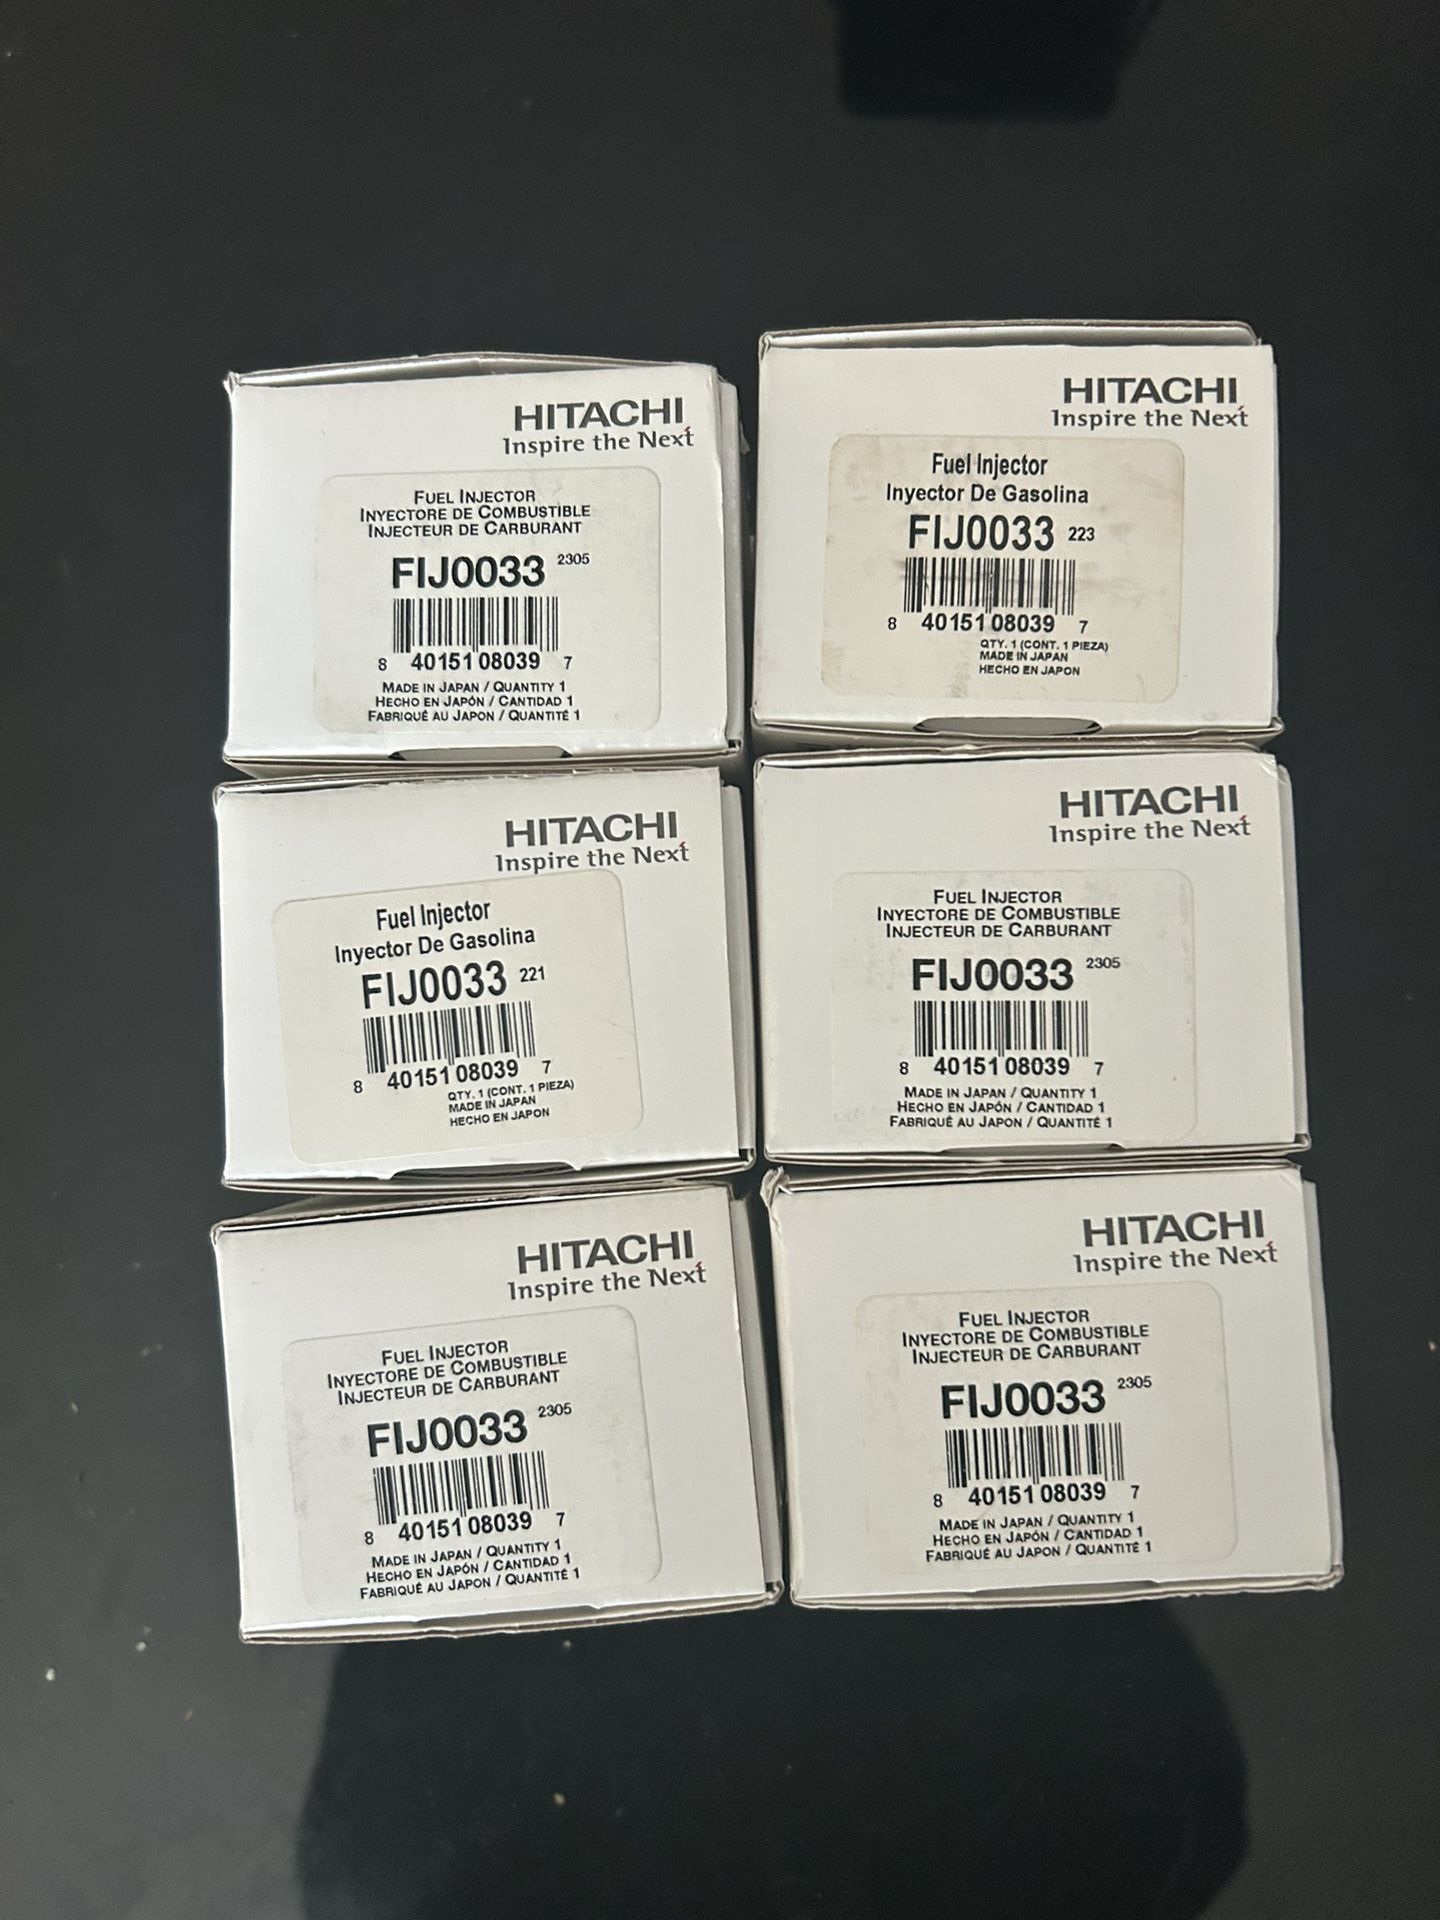 HITACHI
Inspire the Next
FUEL INJECTOR
INYECTORE DE COMBUSTIBLE
INJECTEUR DE CARBURANT
FIJ0033 2305
8 40151 08039 7
MADE IN JAPAN / QUANTITY 1
HECHO EN JAPÓN / CANTIDAD 1
FABRIQUÉ AU JAPON / QUANTITÉ 1
HITACHI
Inspire the Next
Fuel Injector
Inyector De Gasolina
FIJ0033 223
8 40151 08039 7
QTY. 1 (CONT. 1 PIEZA)
MADE IN JAPAN
HECHO EN JAPON
HITACHI
Inspire the Next
Fuel Injector
Inyector De Gasolina
FIJ0033 221
8 40151 08039 7
QTY. 1 (CONT. 1 PIEZA)
MADE IN JAPAN
HECHO EN JAPON
HITACHI
Inspire the Next
FUEL INJECTOR
INYECTORE DE COMBUSTIBLE
INJECTEUR DE CARBURANT
FIJ0033 2305
8 40151 08039 7
MADE IN JAPAN / QUANTITY 1
HECHO EN JAPÓN / CANTIDAD 1
FABRIQUÉ AU JAPON / QUANTITÉ 1
HITACHI
Inspire the Next
FUEL INJECTOR
INYECTORE DE COMBUSTIBLE
INJECTEUR DE CARBURANT
FIJ0033 2305
8 40151 08039 7
MADE IN JAPAN / QUANTITY 1
HECHO EN JAPÓN / CANTIDAD 1
FABRIQUÉ AU JAPON / QUANTITÉ 1
HITACHI
Inspire the Next
FUEL INJECTOR
INYECTORE DE COMBUSTIBLE
INJECTEUR DE CARBURANT
FIJ0033 2305
8 40151 08039 7
MADE IN JAPAN / QUANTITY 1
HECHO EN JAPÓN / CANTIDAD 1
FABRIQUÉ AU JAPON / QUANTITÉ 1